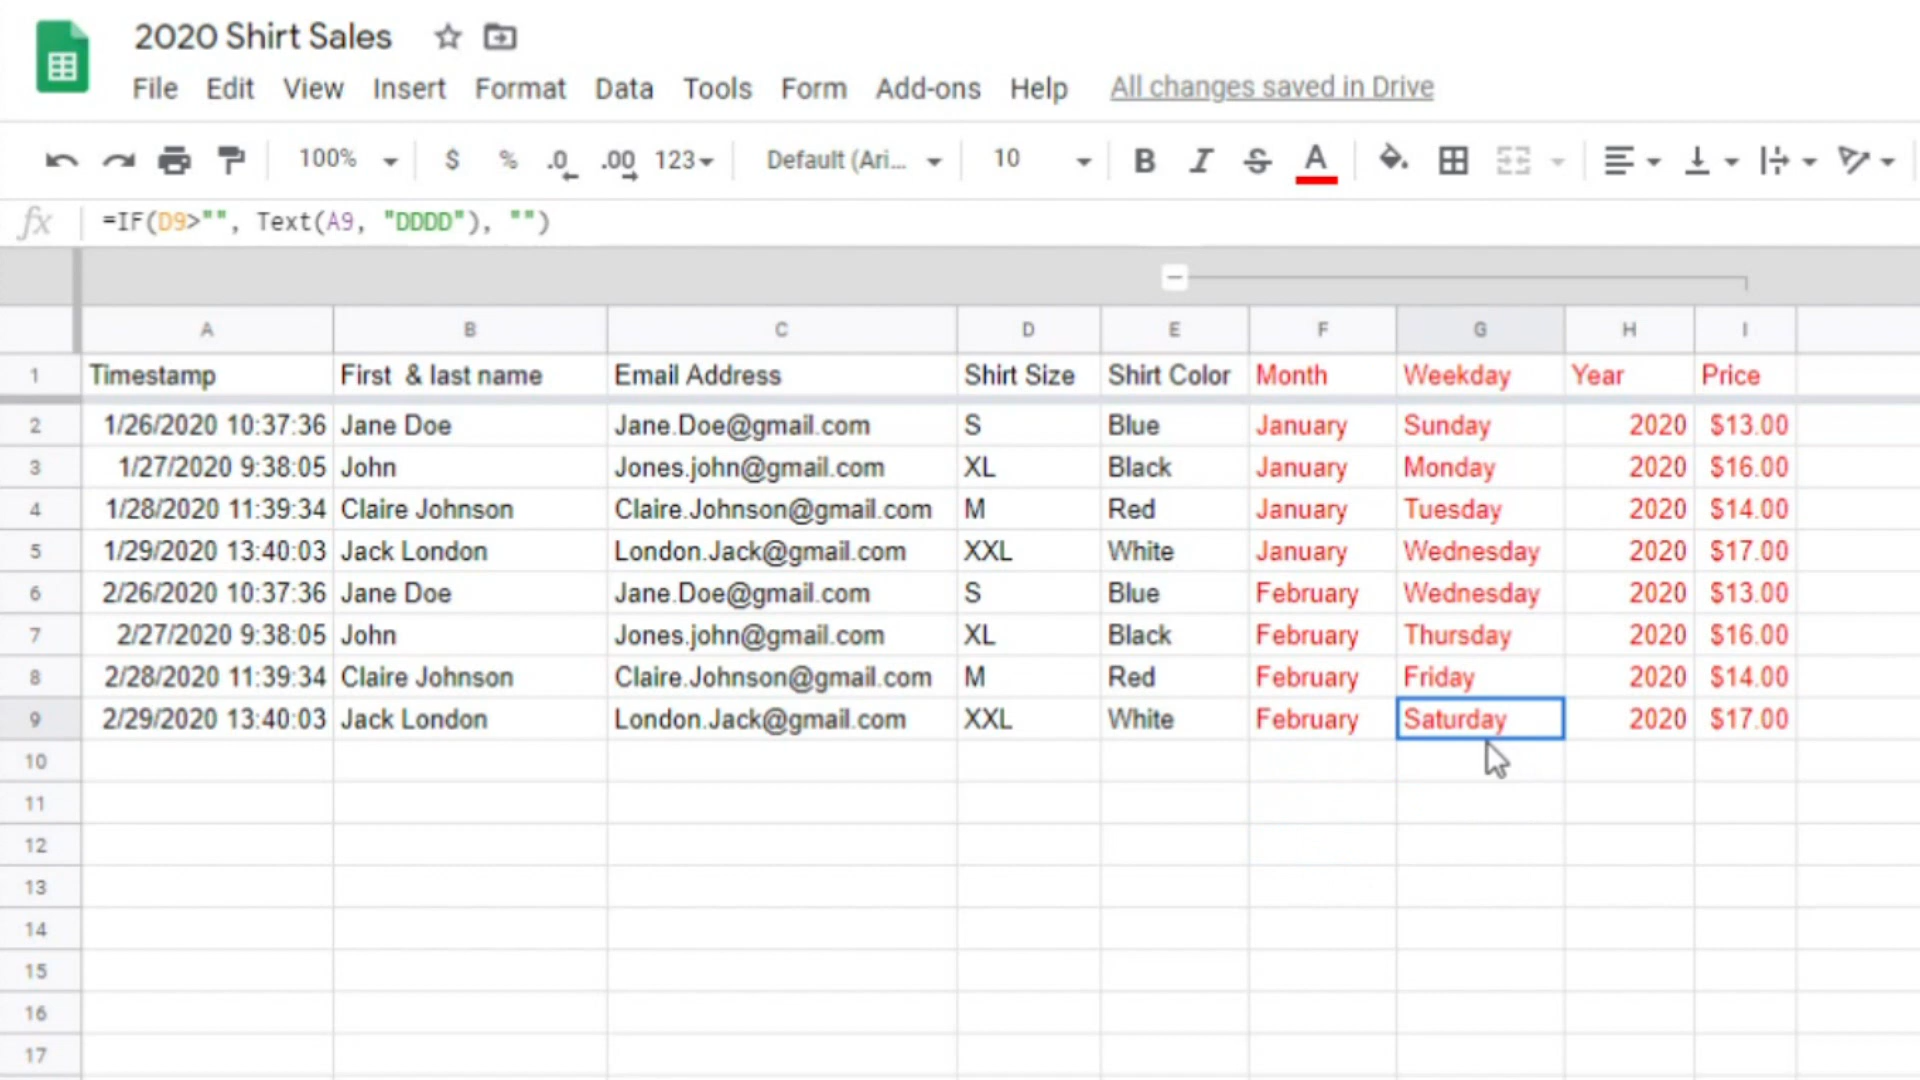 2020 Shirt Sales
File Edit View Insert Format Data Tools Form Add-ons Help All changes saved in Drive
100% $ % .0 .00 123 Default (Ari... 10 B I S A
fx =IF(D9>"", Text(A9, "DDDD"), "")
A B C D E F G H I
1 Timestamp First & last name Email Address Shirt Size Shirt Color Month Weekday Year Price
2 1/26/2020 10:37:36 Jane Doe Jane.Doe@gmail.com S Blue January Sunday 2020 $13.00
3 1/27/2020 9:38:05 John Jones.john@gmail.com XL Black January Monday 2020 $16.00
4 1/28/2020 11:39:34 Claire Johnson Claire.Johnson@gmail.com M Red January Tuesday 2020 $14.00
5 1/29/2020 13:40:03 Jack London London.Jack@gmail.com XXL White January Wednesday 2020 $17.00
6 2/26/2020 10:37:36 Jane Doe Jane.Doe@gmail.com S Blue February Wednesday 2020 $13.00
7 2/27/2020 9:38:05 John Jones.john@gmail.com XL Black February Thursday 2020 $16.00
8 2/28/2020 11:39:34 Claire Johnson Claire.Johnson@gmail.com M Red February Friday 2020 $14.00
9 2/29/2020 13:40:03 Jack London London.Jack@gmail.com XXL White February Saturday 2020 $17.00
10
11
12
13
14
15
16
17